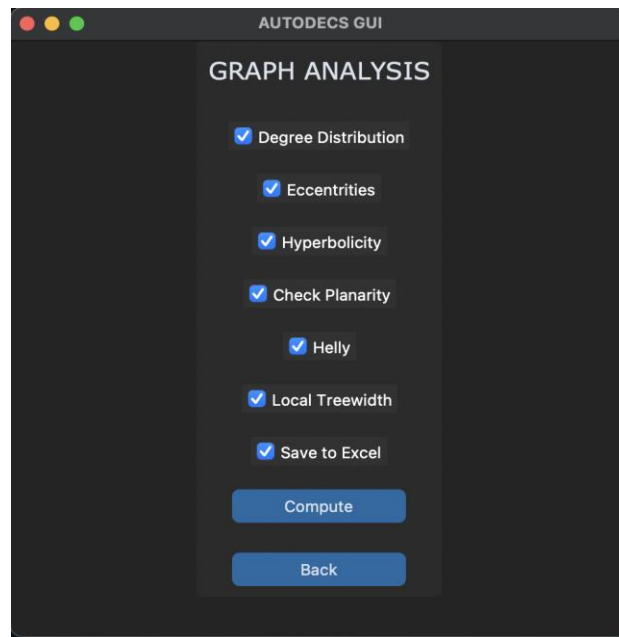 AUTODECS GUI
GRAPH ANALYSIS
Degree Distribution
Eccentrities
Hyperbolicity
Check Planarity
Helly
Local Treewidth
Save to Excel
Compute
Back